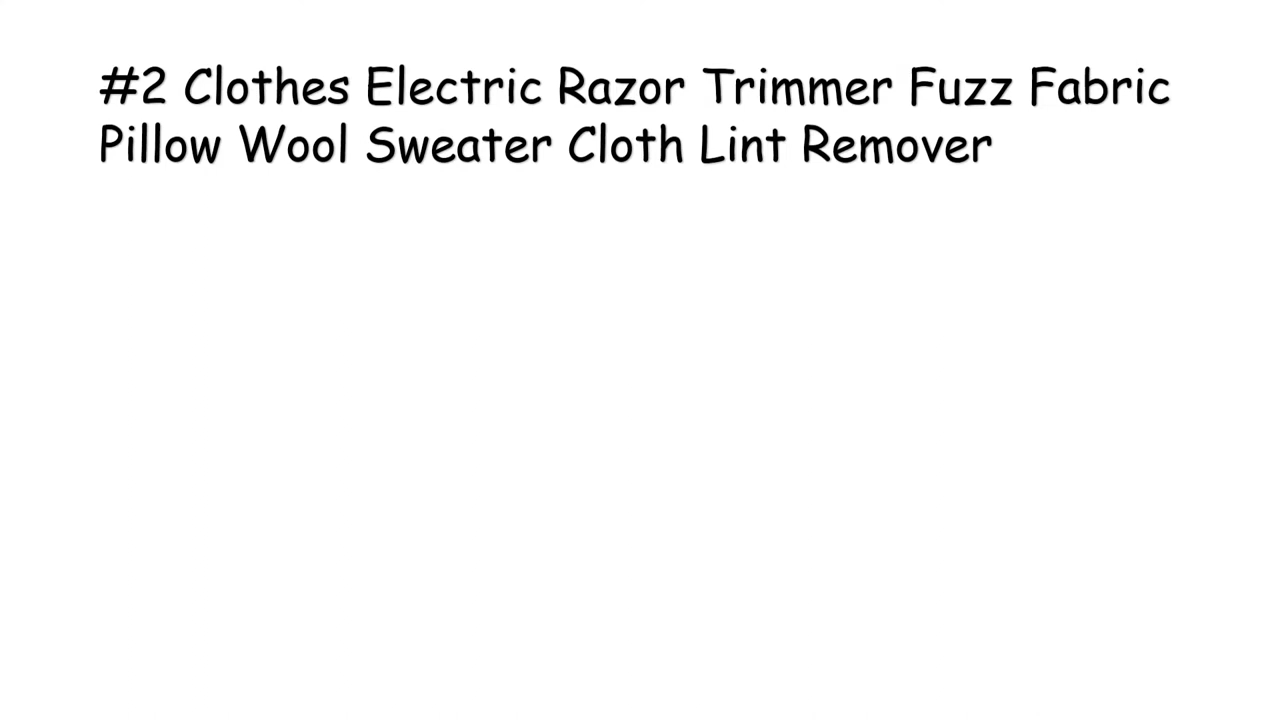 #2 Clothes Electric Razor Trimmer Fuzz Fabric
Pillow Wool Sweater Cloth Lint Remover